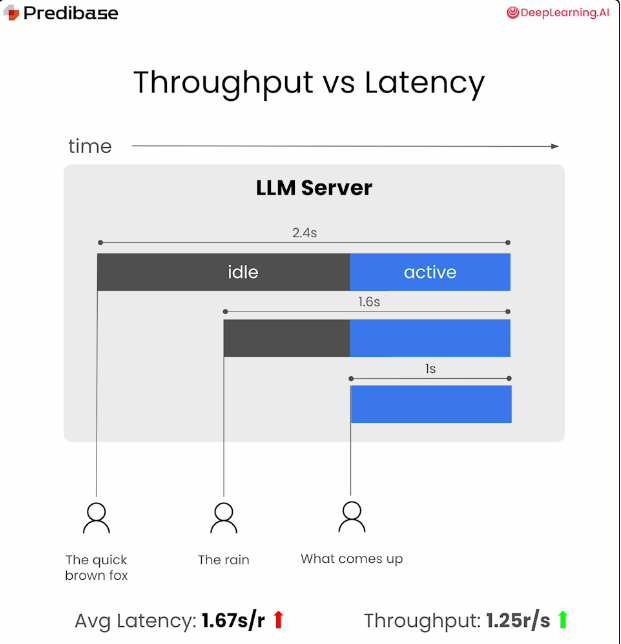 Predibase
DeepLearning.AI
Throughput vs Latency
time
LLM Server
2.4s
idle
active
1.6s
1s
The quick
brown fox
The rain
What comes up
Avg Latency: 1.67s/r
Throughput: 1.25r/s